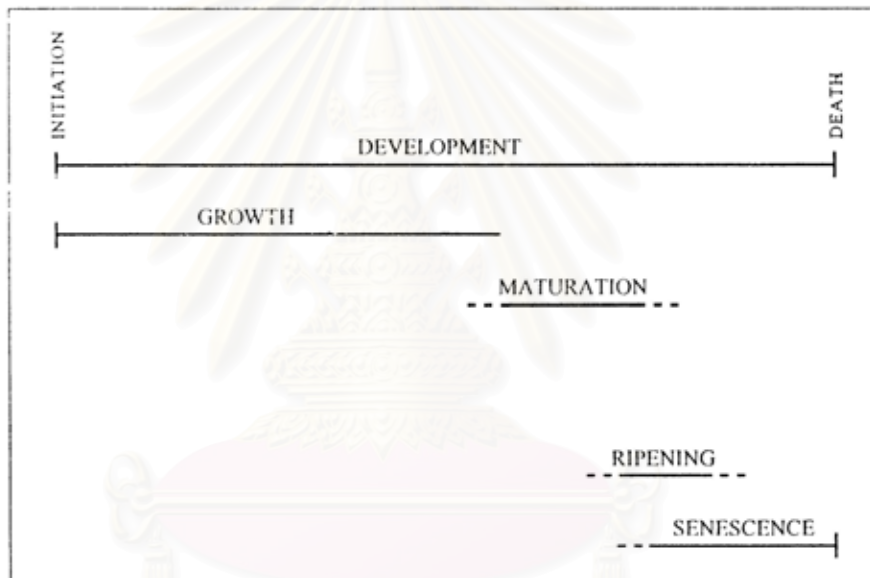 INITIATION
DEATH
DEVELOPMENT
GROWTH
MATURATION
RIPENING
SENESCENCE